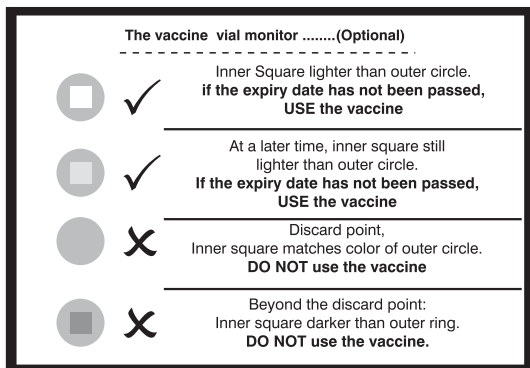 The vaccine vial monitor ........(Optional)
Inner Square lighter than outer circle.
if the expiry date has not been passed,
USE the vaccine
At a later time, inner square still
lighter than outer circle.
If the expiry date has not been passed,
USE the vaccine
Discard point,
Inner square matches color of outer circle.
DO NOT use the vaccine
Beyond the discard point:
Inner square darker than outer ring.
DO NOT use the vaccine.